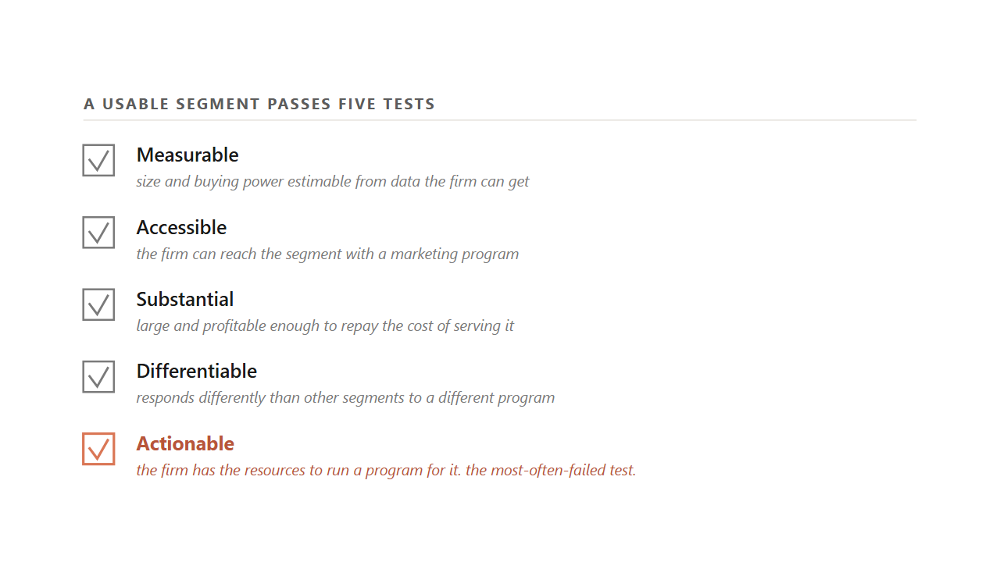 A USABLE SEGMENT PASSES FIVE TESTS
Measurable
size and buying power estimable from data the firm can get
Accessible
the firm can reach the segment with a marketing program
Substantial
large and profitable enough to repay the cost of serving it
Differentiable
responds differently than other segments to a different program
Actionable
the firm has the resources to run a program for it. the most-often-failed test.